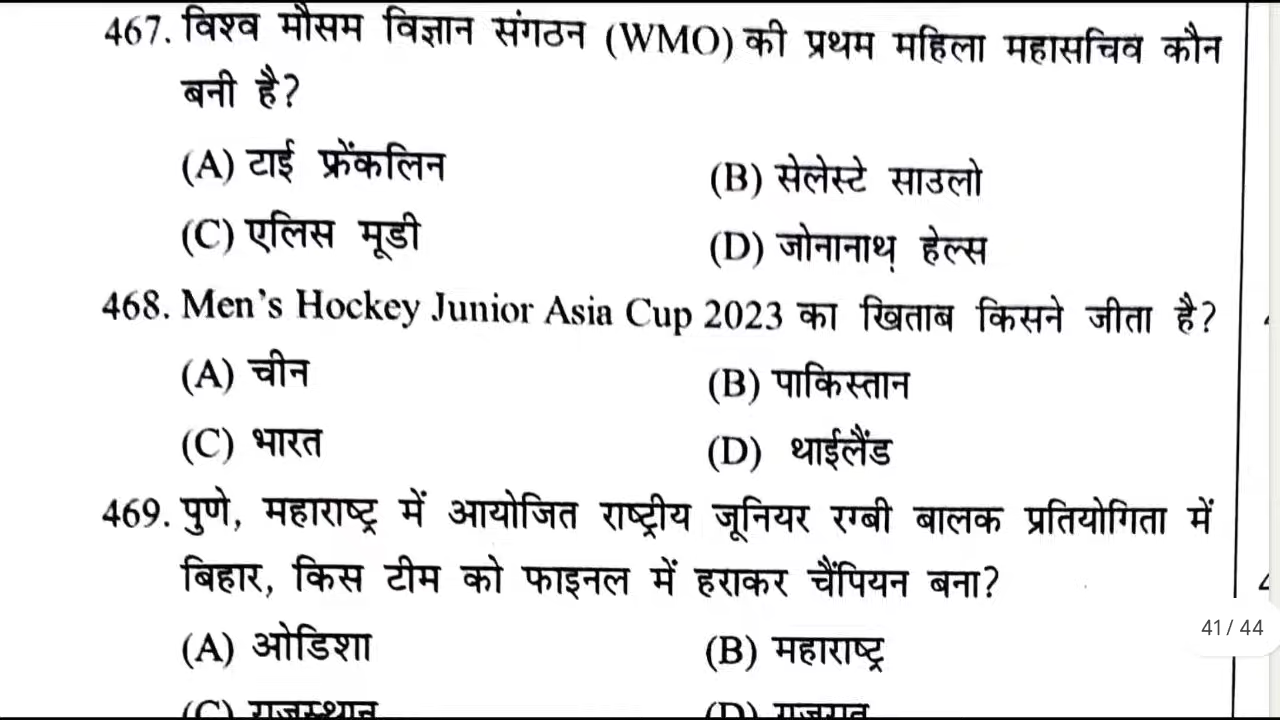 467. विश्व मौसम विज्ञान संगठन (WMO) की प्रथम महिला महासचिव कौन
बनी है?
(A) टाई फ्रेंकलिन (B) सेलेस्टे साउलो
(C) एलिस मूडी (D) जोनानाथ् हेल्स
468. Men's Hockey Junior Asia Cup 2023 का खिताब किसने जीता है?
(A) चीन (B) पाकिस्तान
(C) भारत (D) थाईलैंड
469. पुणे, महाराष्ट्र में आयोजित राष्ट्रीय जूनियर रग्बी बालक प्रतियोगिता में
बिहार, किस टीम को फाइनल में हराकर चैंपियन बना?
41 / 44
(A) ओडिशा (B) महाराष्ट्र
(C) राजस्थान (D) गुजरात